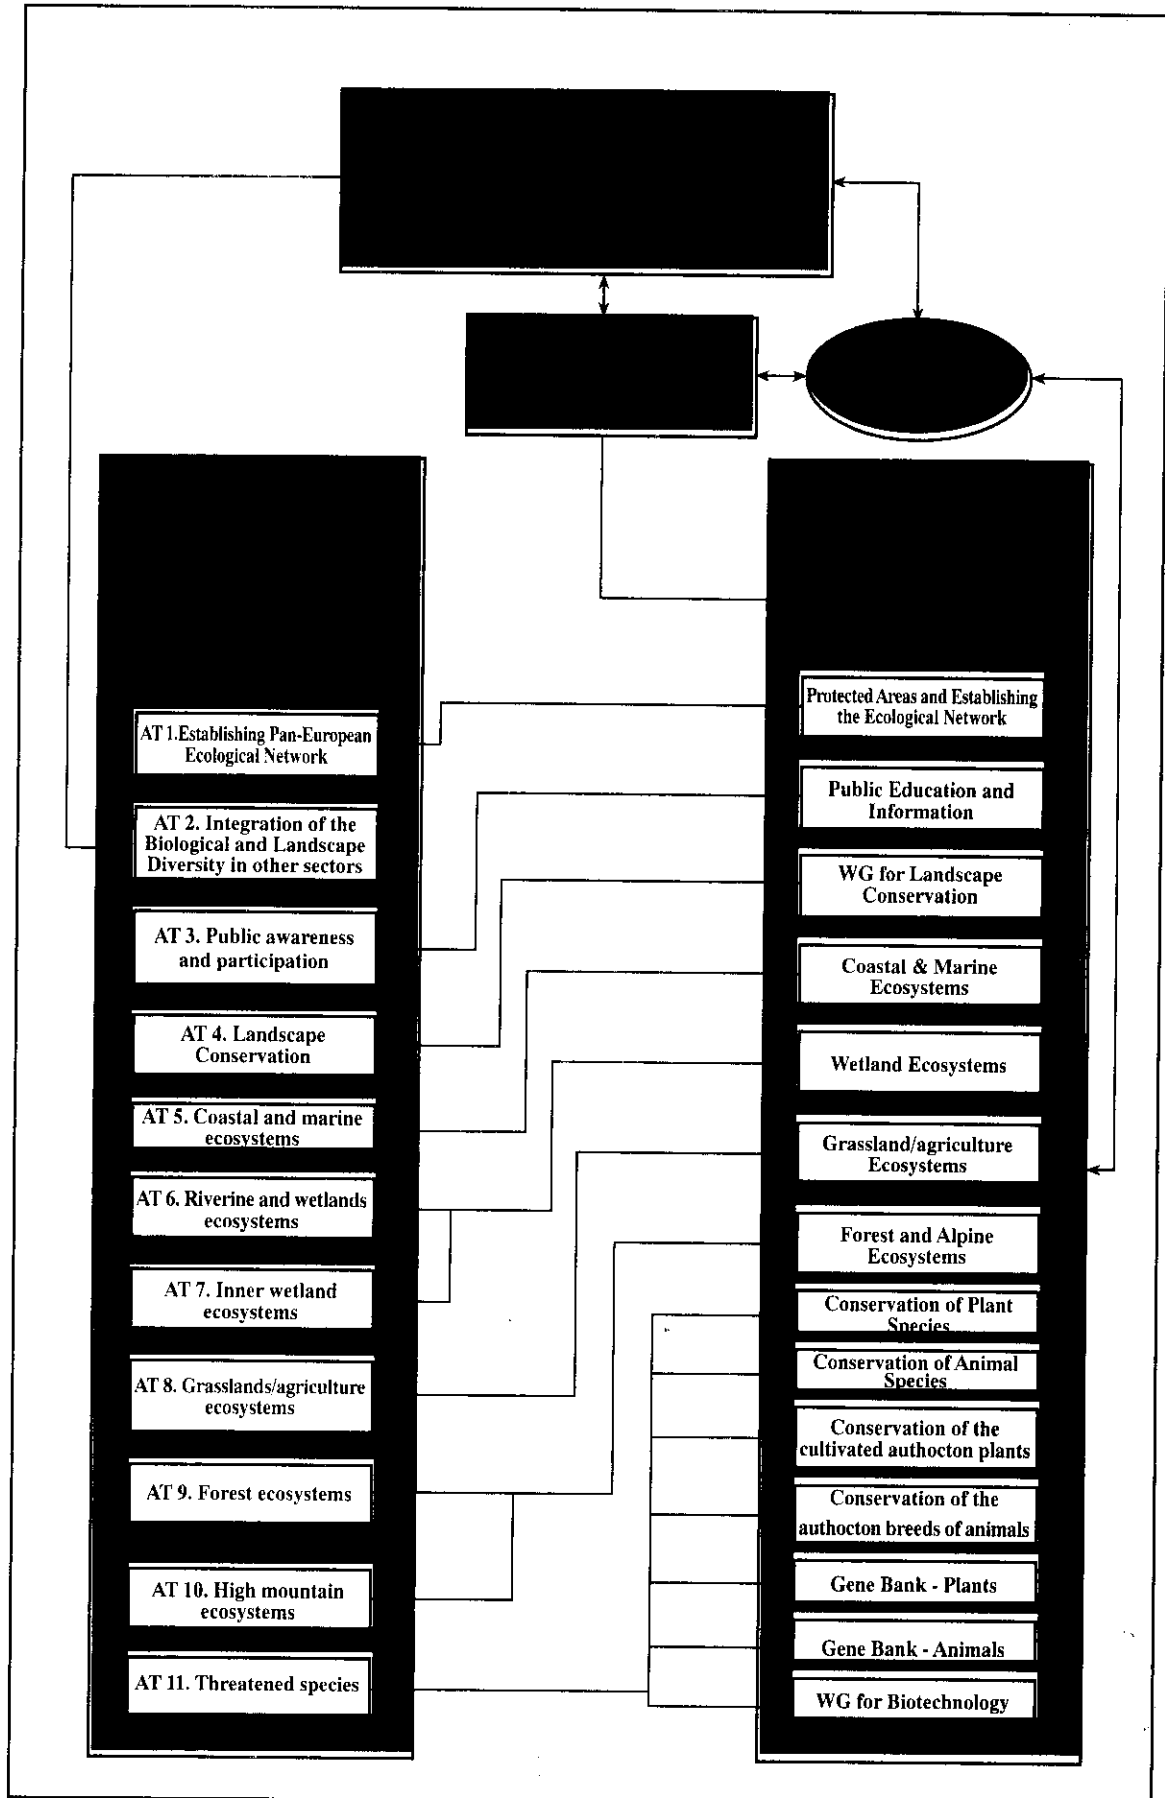 AT 1.Establishing Pan-European
Ecological Network
AT 2. Integration of the
Biological and Landscape
Diversity in other sectors
AT 3. Public awareness
and participation
AT 4. Landscape
Conservation
AT 5. Coastal and marine
ecosystems
AT 6. Riverine and wetlands
ecosystems
AT 7. Inner wetland
ecosystems
AT 8. Grasslands/agriculture
ecosystems
AT 9. Forest ecosystems
AT 10. High mountain
ecosystems
AT 11. Threatened species
Protected Areas and Establishing
the Ecological Network
Public Education and
Information
WG for Landscape
Conservation
Coastal & Marine
Ecosystems
Wetland Ecosystems
Grassland/agriculture
Ecosystems
Forest and Alpine
Ecosystems
Conservation of Plant
Species
Conservation of Animal
Species
Conservation of the
cultivated authocton plants
Conservation of the
authocton breeds of animals
Gene Bank - Plants
Gene Bank - Animals
WG for Biotechnology